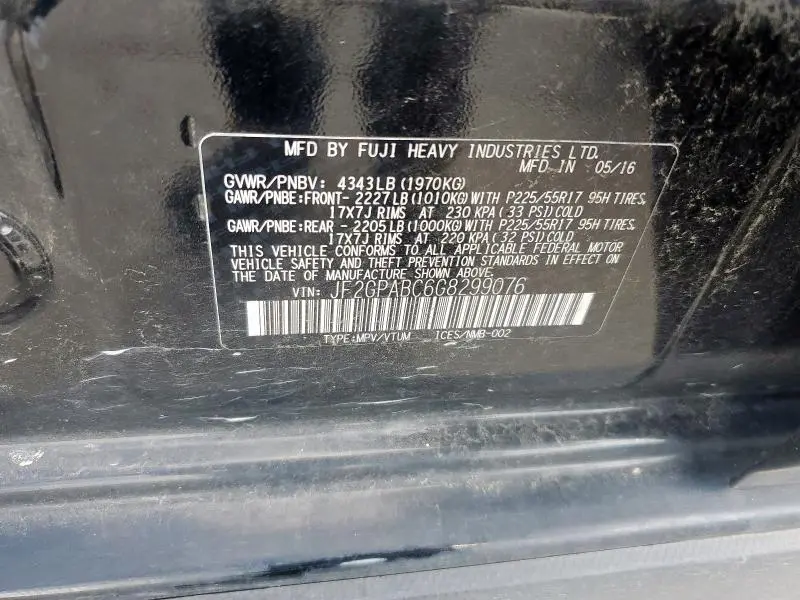 MFD BY FUJI HEAVY INDUSTRIES LTD.
MFD IN 05/16
GVWR/PNBV: 4343LB(1970KG)
GAWR/PNBE:FRONT- 2227LB(1010KG)WITH P225/55R17 95H TIRES,
17X7J RIMS AT 230 KPA(33 PSI)COLD
GAWR/PNBE:REAR - 2205LB(1000KG)WITH P225/55R17 95H TIRES,
17X7J RIMS AT 220 KPA(32 PSI)COLD
THIS VEHICLE CONFORMS TO ALL APPLICABLE FEDERAL MOTOR
VEHICLE SAFETY AND THEFT PREVENTION STANDARDS IN EFFECT ON
THE DATE OF MANUFACTURE SHOWN ABOVE.
VIN: JF2GPABC6G8299076
TYPE:MPV/VTUM ICES/NMB-002